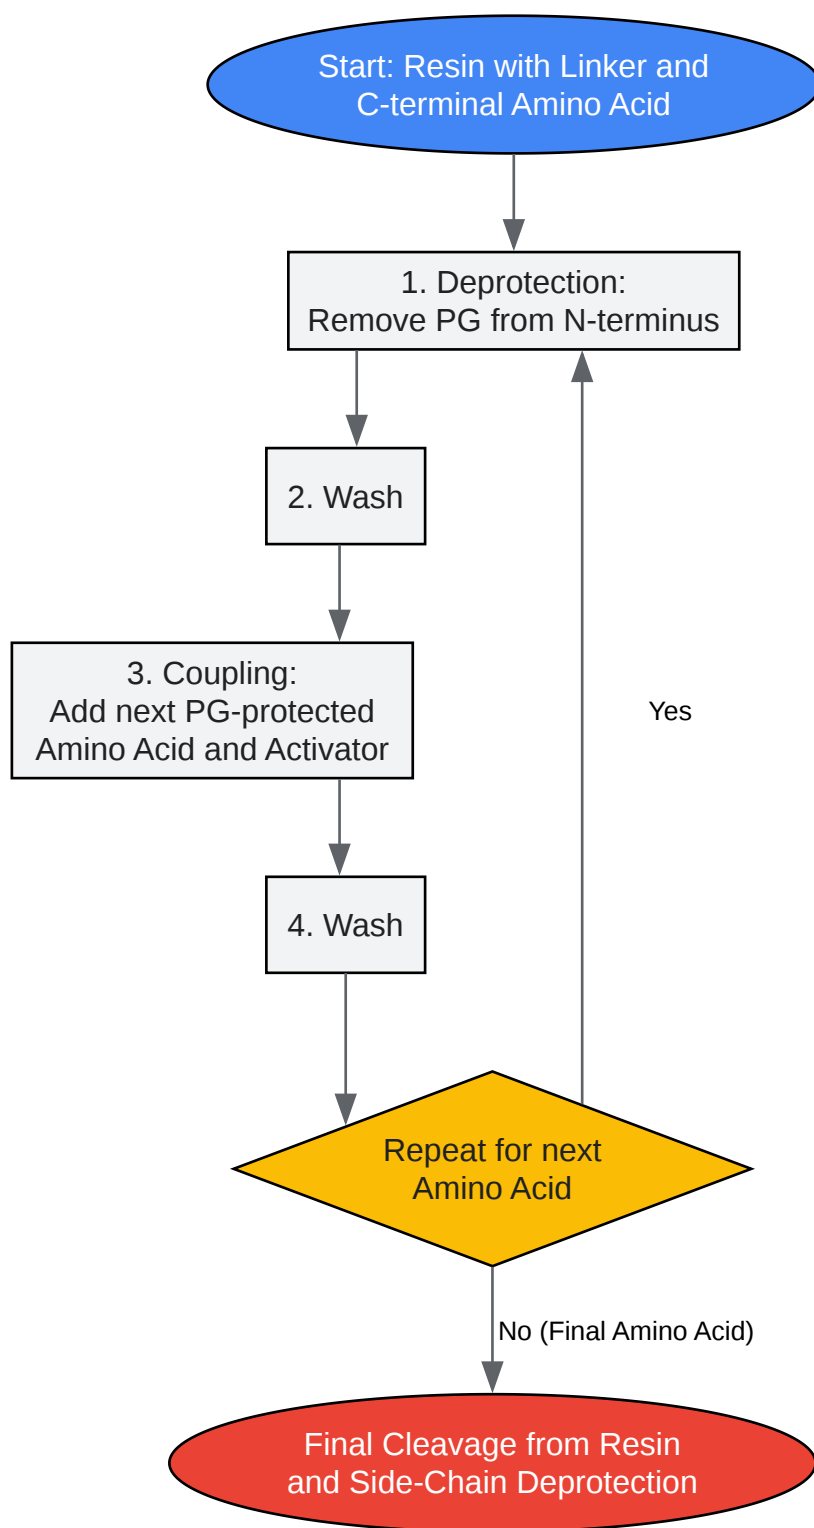 Start: Resin with Linker and
C-terminal Amino Acid
1. Deprotection:
Remove PG from N-terminus
2. Wash
3. Coupling:
Add next PG-protected
Amino Acid and Activator
Yes
4. Wash
Repeat for next
Amino Acid
No (Final Amino Acid)
Final Cleavage from Resin
and Side-Chain Deprotection